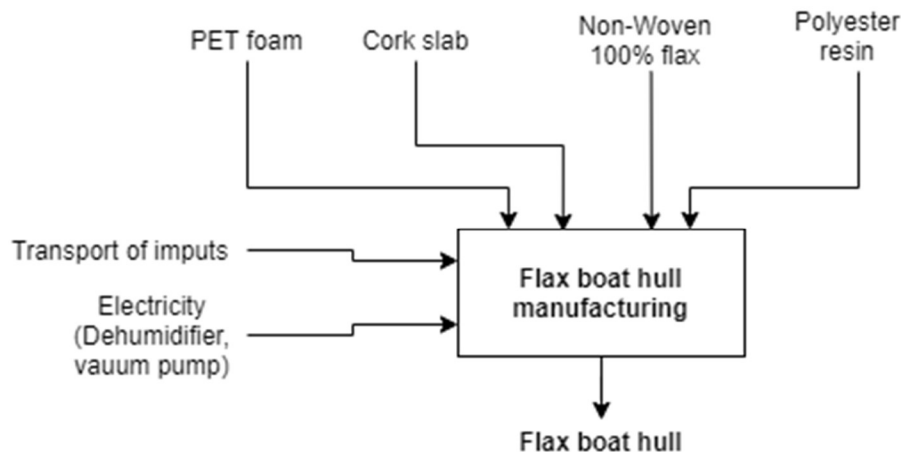 PET foam
Cork slab
Non-Woven
100% flax
Polyester
resin
Transport of imputs
Electricity
(Dehumidifier,
vauum pump)
Flax boat hull
manufacturing
Flax boat hull